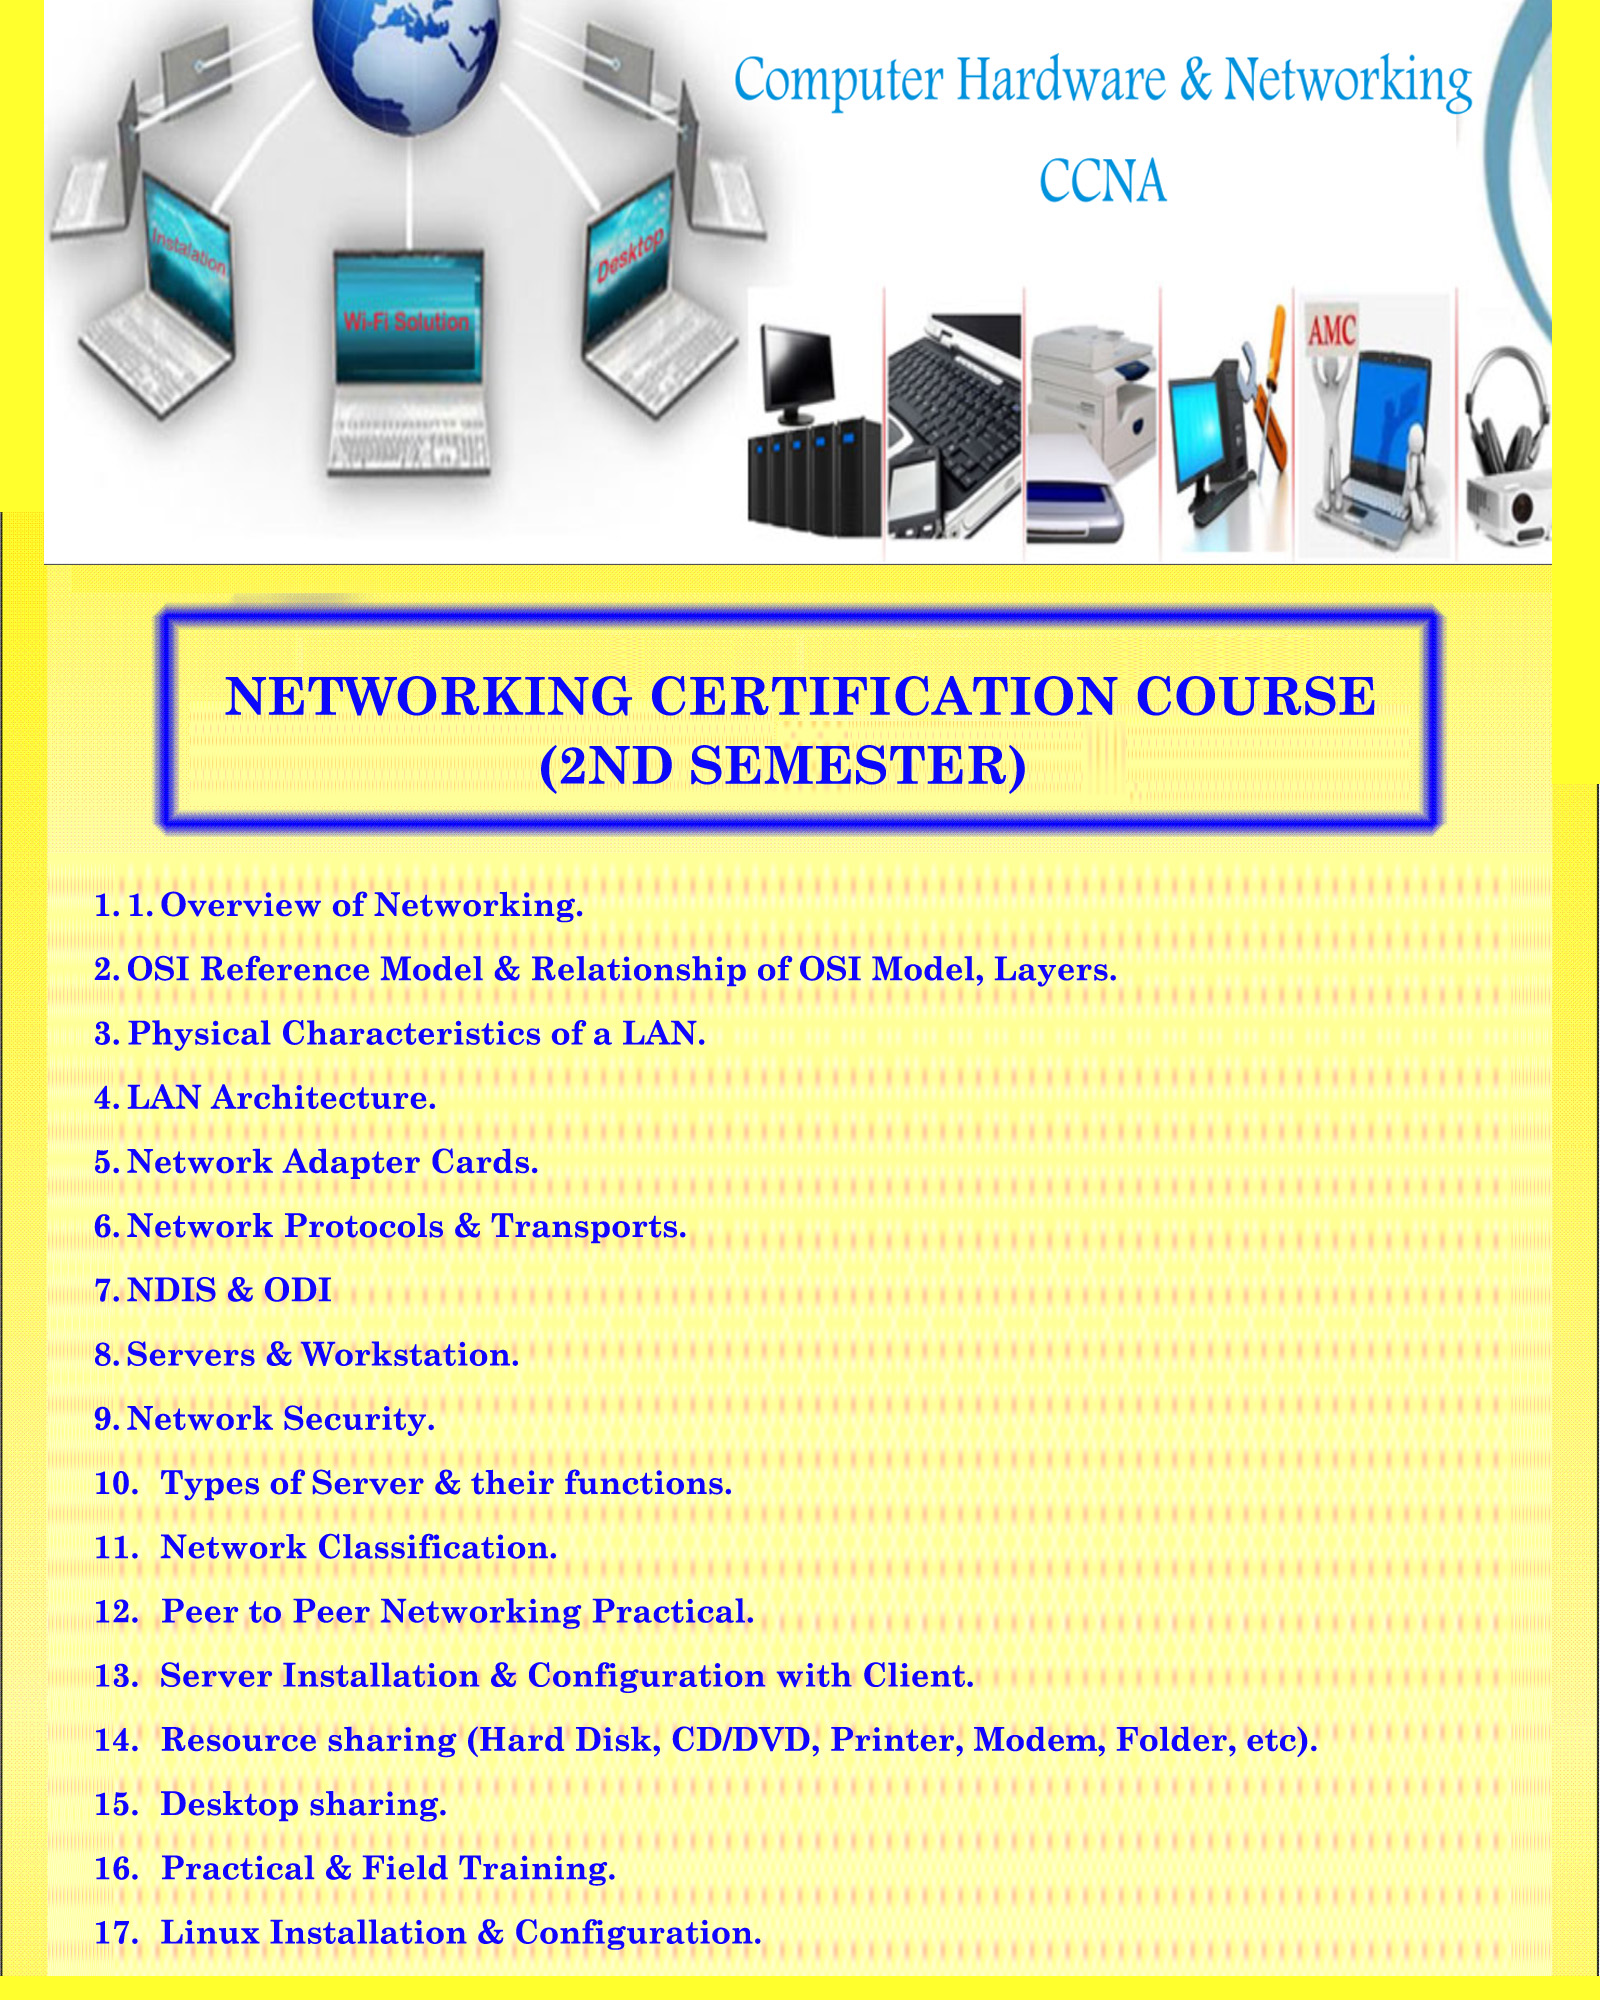 Computer Hardware & Networking
CCNA
Instalation
Wi-Fi Solution
Desktop
AMC
NETWORKING CERTIFICATION COURSE
(2ND SEMESTER)
1. 1. Overview of Networking.
2. OSI Reference Model & Relationship of OSI Model, Layers.
3. Physical Characteristics of a LAN.
4. LAN Architecture.
5. Network Adapter Cards.
6. Network Protocols & Transports.
7. NDIS & ODI
8. Servers & Workstation.
9. Network Security.
10. Types of Server & their functions.
11. Network Classification.
12. Peer to Peer Networking Practical.
13. Server Installation & Configuration with Client.
14. Resource sharing (Hard Disk, CD/DVD, Printer, Modem, Folder, etc).
15. Desktop sharing.
16. Practical & Field Training.
17. Linux Installation & Configuration.